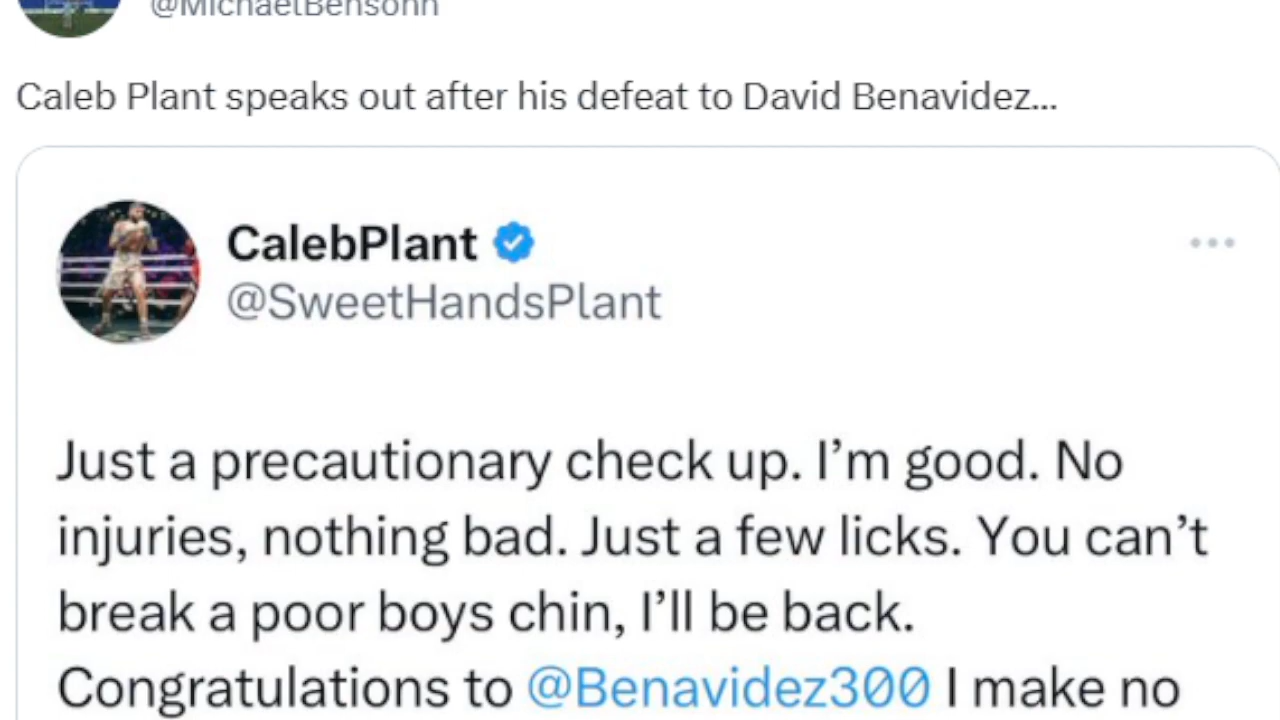 @MichaelBensonn
Caleb Plant speaks out after his defeat to David Benavidez...
CalebPlant
@SweetHandsPlant
Just a precautionary check up. I’m good. No
injuries, nothing bad. Just a few licks. You can’t
break a poor boys chin, I’ll be back.
Congratulations to @Benavidez300 I make no